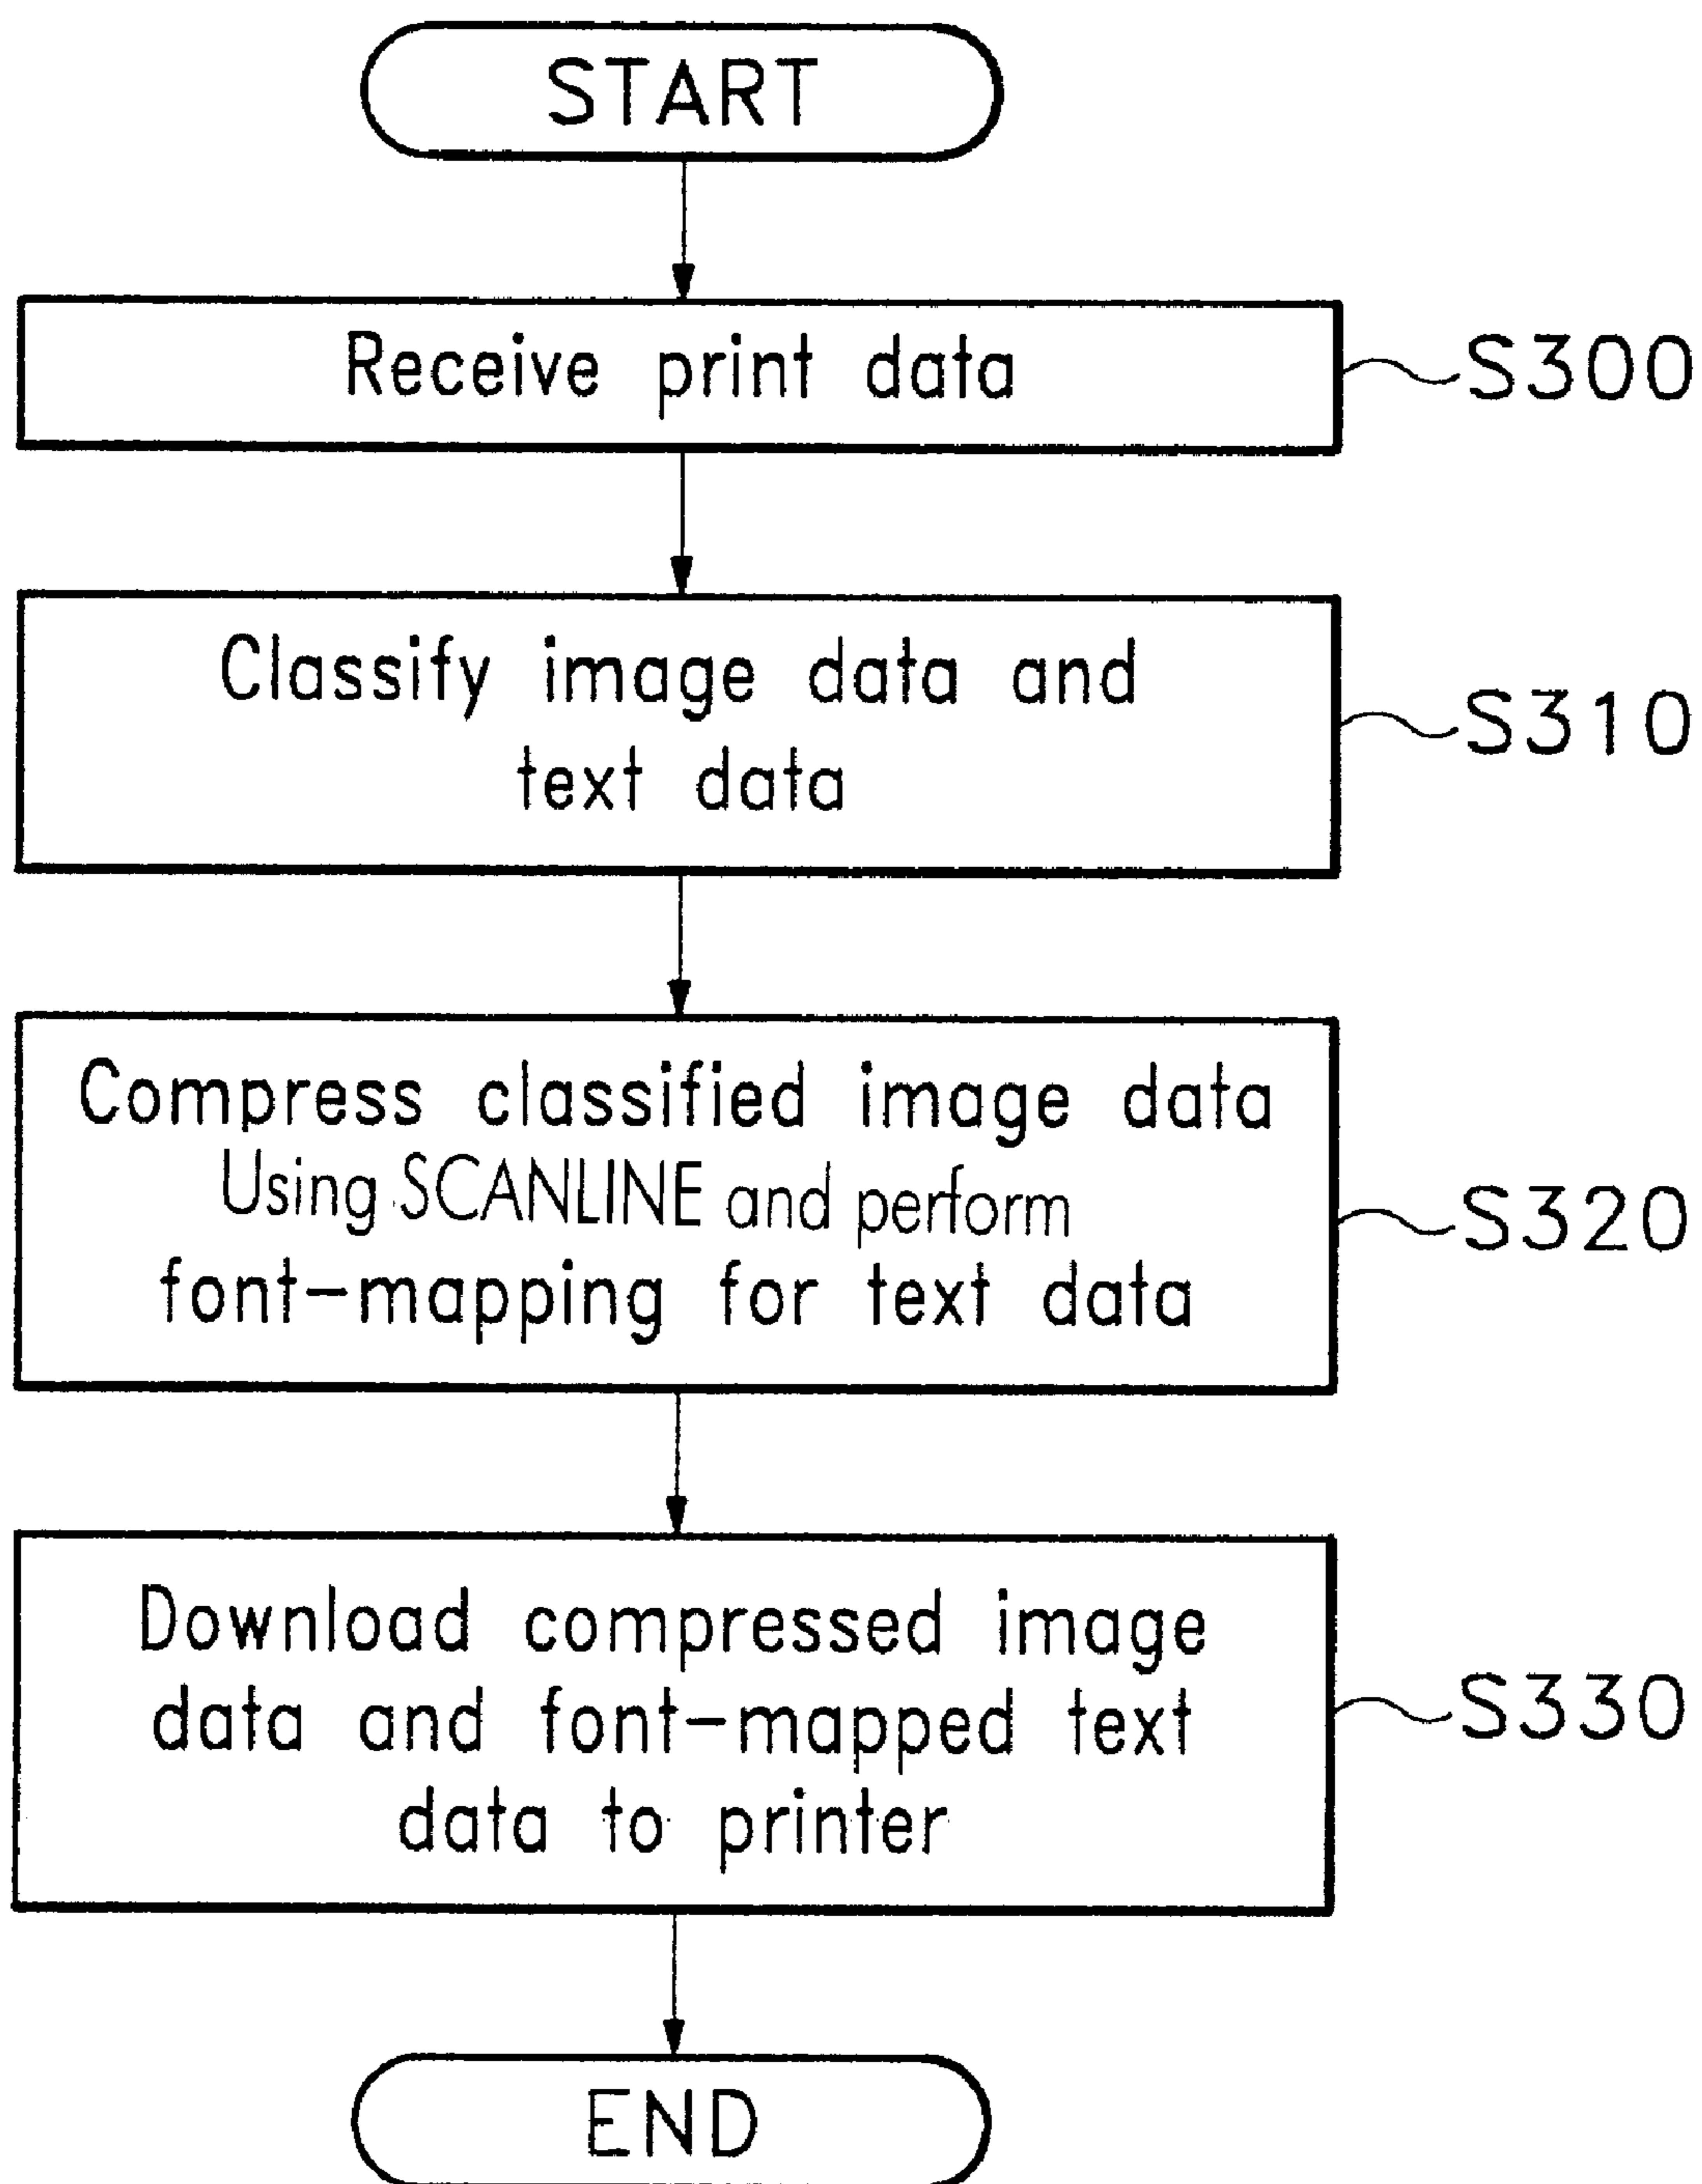 START
Receive print data
S300
Classify image data and
text data
S310
Compress classified image data
Using SCANLINE and perform
font-mapping for text data
S320
Download compressed image
data and font-mapped text
data to printer
S330
END